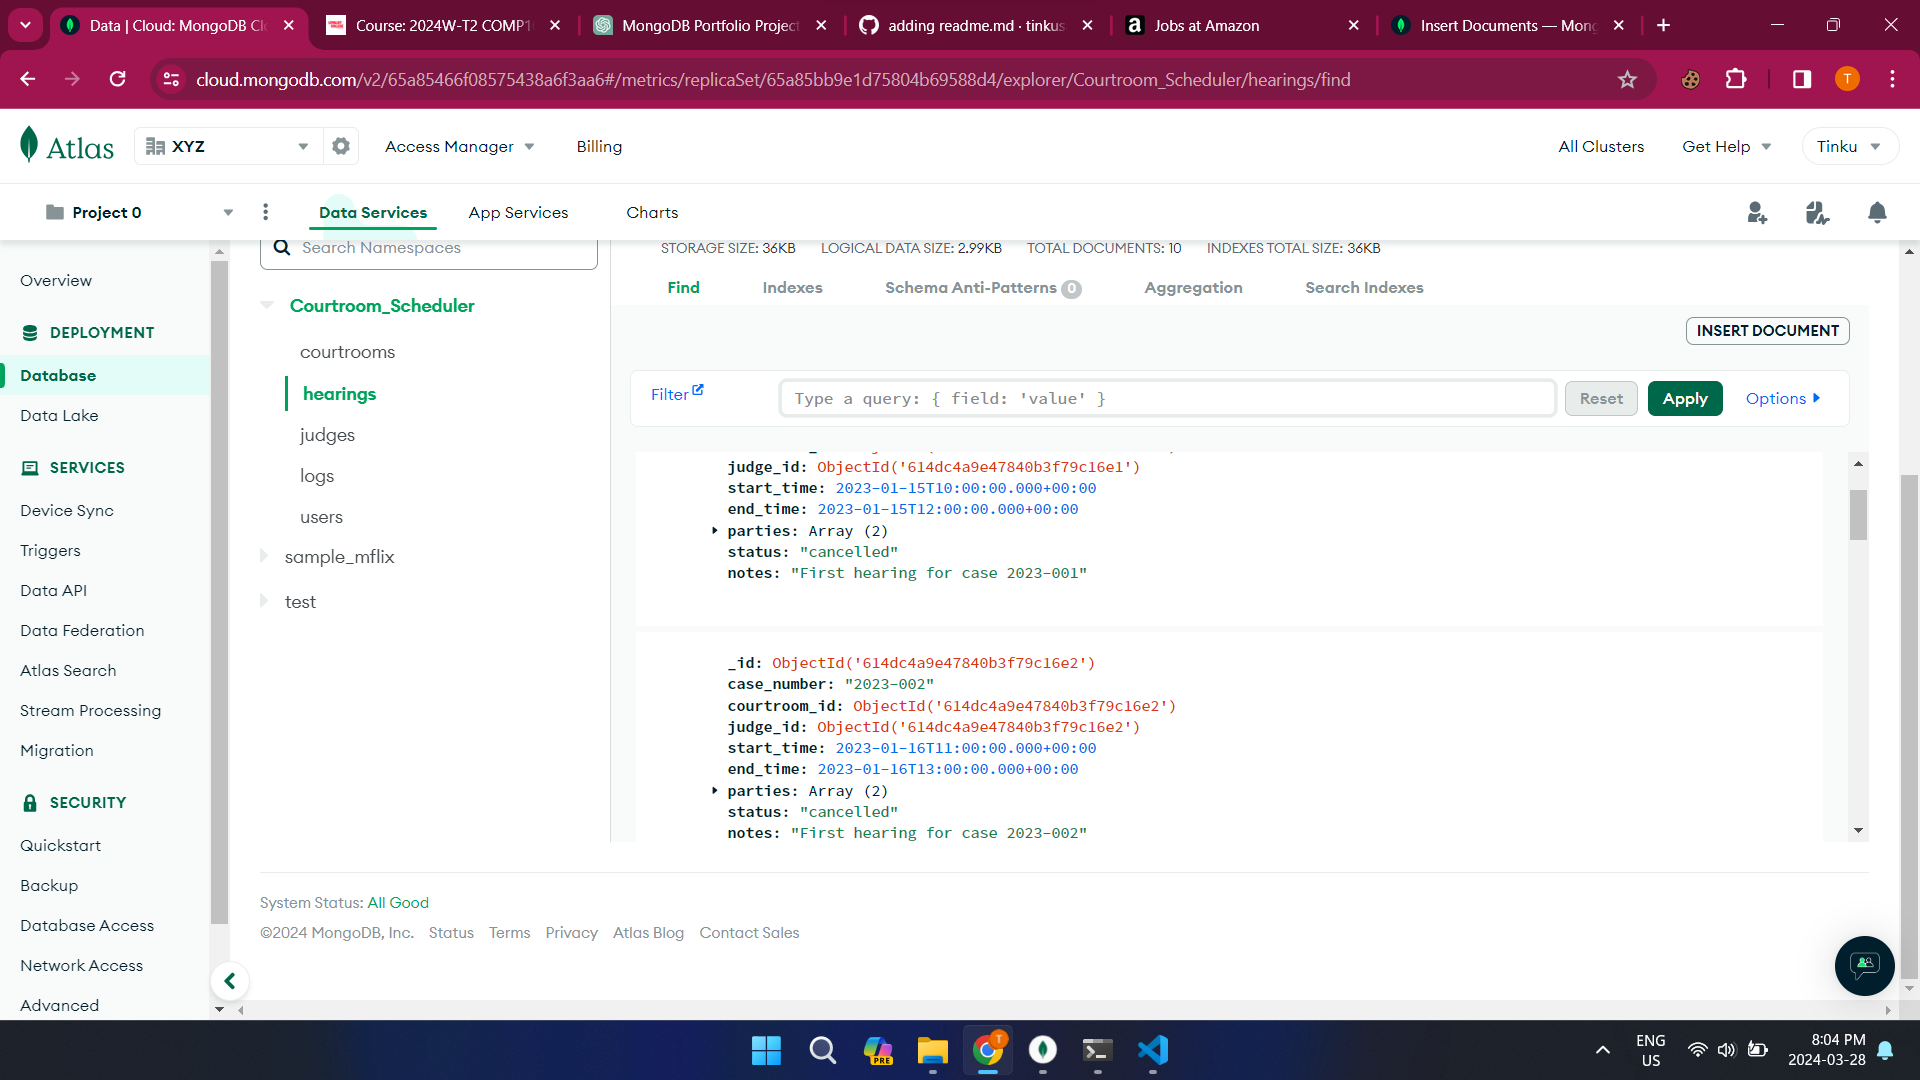 Data | Cloud: MongoDB Cl
Course: 2024W-T2 COMP1
MongoDB Portfolio Project
adding readme.md · tinkus
Jobs at Amazon
Insert Documents — Mong
cloud.mongodb.com/v2/65a85466f08575438a6f3aa6#/metrics/replicaSet/65a85bb9e1d75804b69588d4/explorer/Courtroom_Scheduler/hearings/find
T
Atlas
XYZ
Access Manager
Billing
All Clusters
Get Help
Tinku
Project 0
Data Services
App Services
Charts
Overview
DEPLOYMENT
Database
Data Lake
SERVICES
Device Sync
Triggers
Data API
Data Federation
Atlas Search
Stream Processing
Migration
SECURITY
Quickstart
Backup
Database Access
Network Access
Advanced
Search Namespaces
Courtroom_Scheduler
courtrooms
hearings
judges
logs
users
sample_mflix
test
STORAGE SIZE: 36KB LOGICAL DATA SIZE: 2.99KB TOTAL DOCUMENTS: 10 INDEXES TOTAL SIZE: 36KB
Find Indexes Schema Anti-Patterns 0 Aggregation Search Indexes
INSERT DOCUMENT
Filter
Type a query: { field: 'value' }
Reset
Apply
Options
judge_id: ObjectId('614dc4a9e47840b3f79c16e1')
start_time: 2023-01-15T10:00:00.000+00:00
end_time: 2023-01-15T12:00:00.000+00:00
parties: Array (2)
status: "cancelled"
notes: "First hearing for case 2023-001"
_id: ObjectId('614dc4a9e47840b3f79c16e2')
case_number: "2023-002"
courtroom_id: ObjectId('614dc4a9e47840b3f79c16e2')
judge_id: ObjectId('614dc4a9e47840b3f79c16e2')
start_time: 2023-01-16T11:00:00.000+00:00
end_time: 2023-01-16T13:00:00.000+00:00
parties: Array (2)
status: "cancelled"
notes: "First hearing for case 2023-002"
System Status: All Good
©2024 MongoDB, Inc. Status Terms Privacy Atlas Blog Contact Sales
PRE
T
ENG
US
8:04 PM
2024-03-28